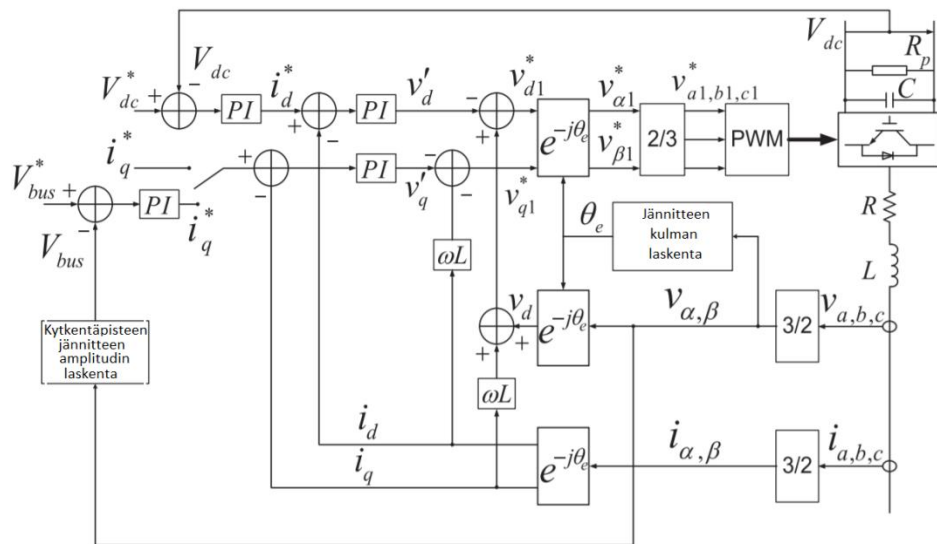 V_dc
R_p
C
V_dc^*
+
-
V_dc
PI
i_d^*
+
-
PI
v_d'
-
+
v_d1^*
e^{-jθ_e}
v_α1^*
v_β1^*
2/3
v_a1,b1,c1^*
PWM
i_q^*
V_bus^*
+
-
PI
i_q^*
+
-
PI
v_q'
-
-
v_q1^*
V_bus
ωL
θ_e
Jännitteen
kulman
laskenta
R
L
Kytkentäpisteen
jännitteen
amplitudin
laskenta
+
+
v_d
e^{-jθ_e}
v_α,β
3/2
v_a,b,c
ωL
i_d
i_q
e^{-jθ_e}
i_α,β
3/2
i_a,b,c